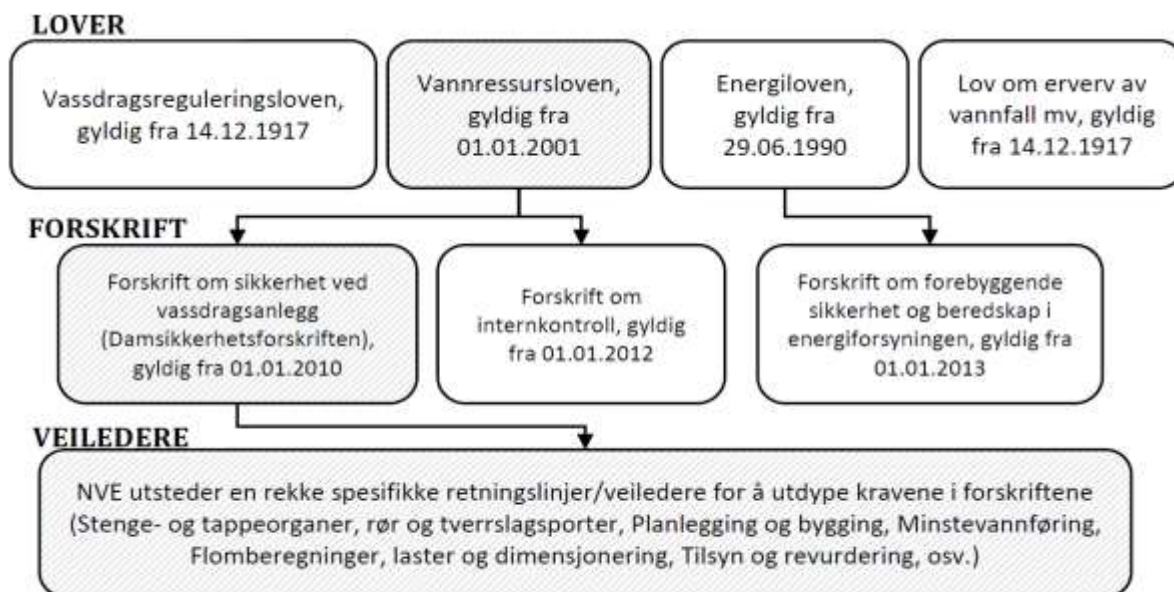 LOVER
Vassdragsreguleringsloven,
gyldig fra 14.12.1917
Vannressursloven,
gyldig fra
01.01.2001
Energiloven,
gyldig fra
29.06.1990
Lov om erverv av
vannfall mv, gyldig
fra 14.12.1917
FORSKRIFT
Forskrift om sikkerhet ved
vassdragsanlegg
(Damsikkerhetsforskriften),
gyldig fra 01.01.2010
Forskrift om
internkontroll, gyldig
fra 01.01.2012
Forskrift om forebyggende
sikkerhet og beredskap i
energiforsyningen, gyldig fra
01.01.2013
VEILEDERE
NVE utsteder en rekke spesifikke retningslinjer/veiledere for å utdype kravene i forskriftene
(Stenge- og tappeorganer, rør og tverrslagsporter, Planlegging og bygging, Minstevannføring,
Flomberegninger, laster og dimensjonering, Tilsyn og revurdering, osv.)